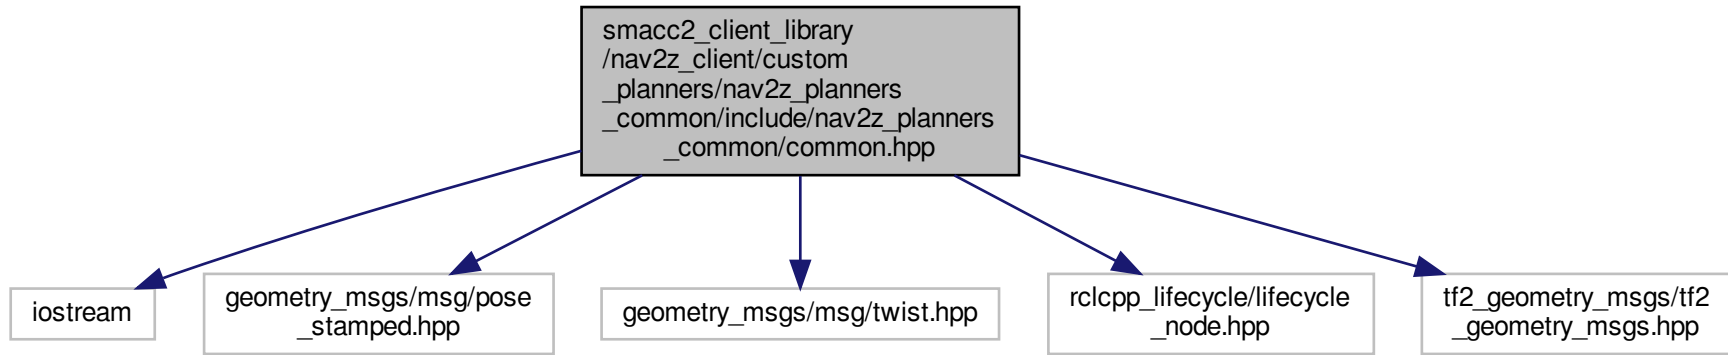 smacc2_client_library
/nav2z_client/custom
_planners/nav2z_planners
_common/include/nav2z_planners
_common/common.hpp
iostream
geometry_msgs/msg/pose
_stamped.hpp
geometry_msgs/msg/twist.hpp
rclcpp_lifecycle/lifecycle
_node.hpp
tf2_geometry_msgs/tf2
_geometry_msgs.hpp